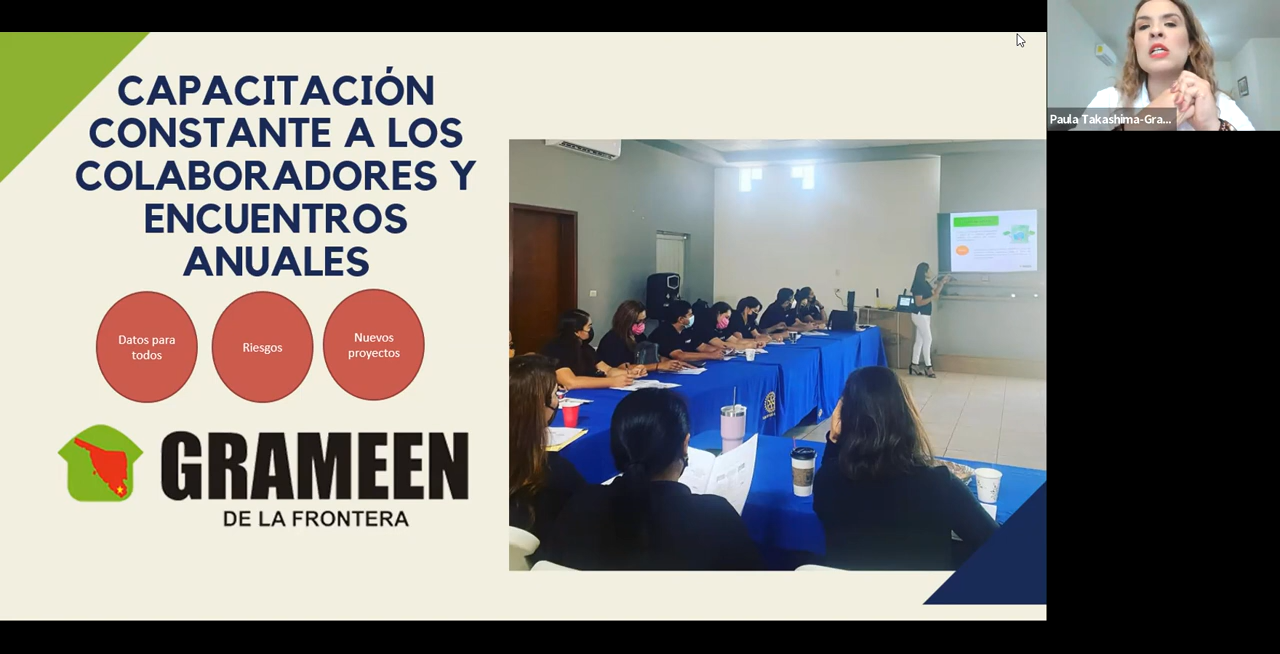 CAPACITACIÓN
CONSTANTE A LOS
COLABORADORES Y
ENCUENTROS
ANUALES
Datos para
todos
Riesgos
Nuevos
proyectos
GRAMEEN
DE LA FRONTERA
Paula Takashima-Gra...